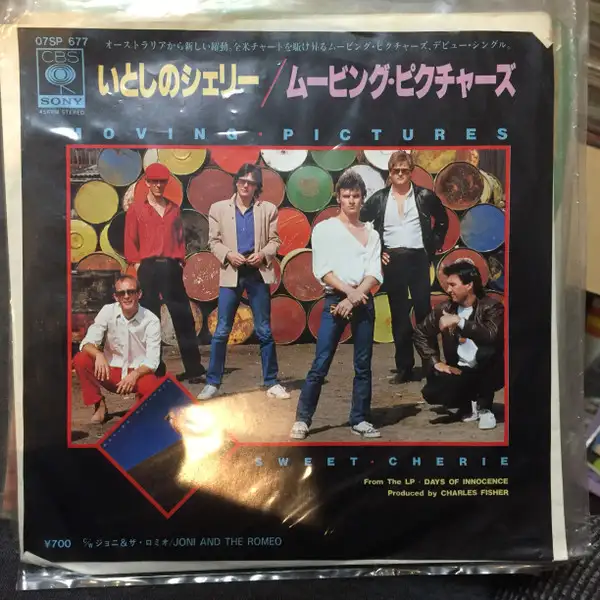 07SP 677
オーストラリアから新しい躍動。全米チャートを駆け昇るムービング・ピクチャーズ、デビュー・シングル。
CBS
SONY
45RPM STEREO
いとしのシェリー/ムービング・ピクチャーズ
MOVING・PICTURES
SWEET・CHERIE
From The LP・DAYS OF INNOCENCE
Produced by CHARLES FISHER
¥700
C/W ジョニ&ザ・ロミオ/JONI AND THE ROMEO